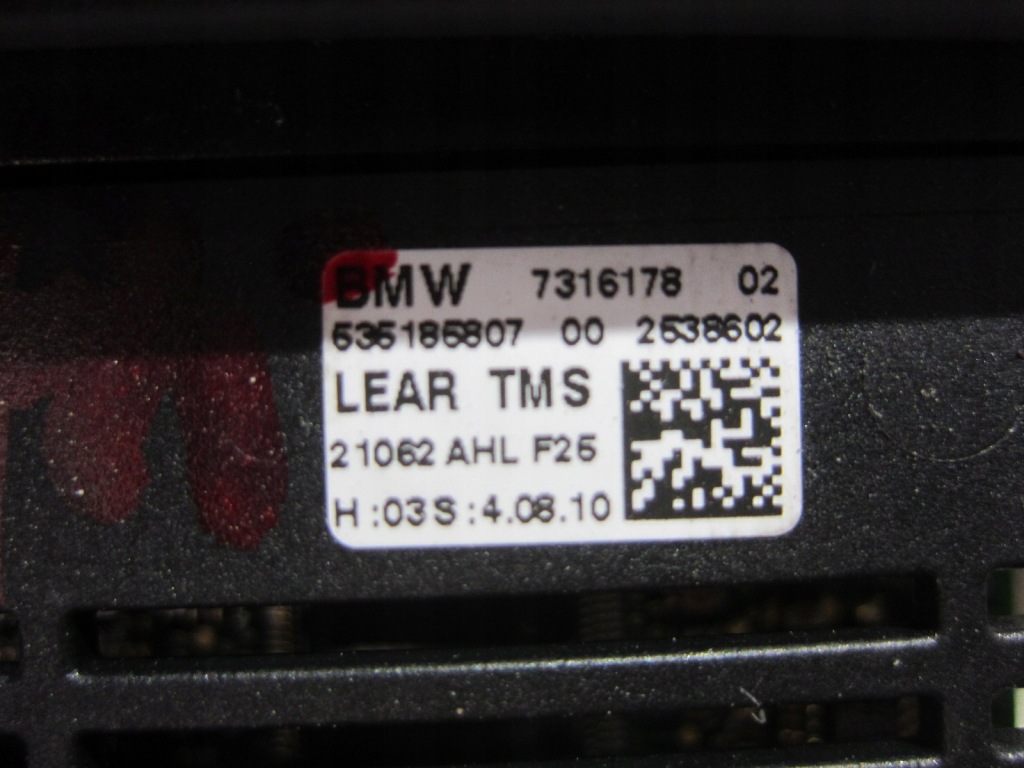 BMW 7316178 02
535185807 00 2538602
LEAR TMS
21062 AHL F25
H:03S:4.08.10